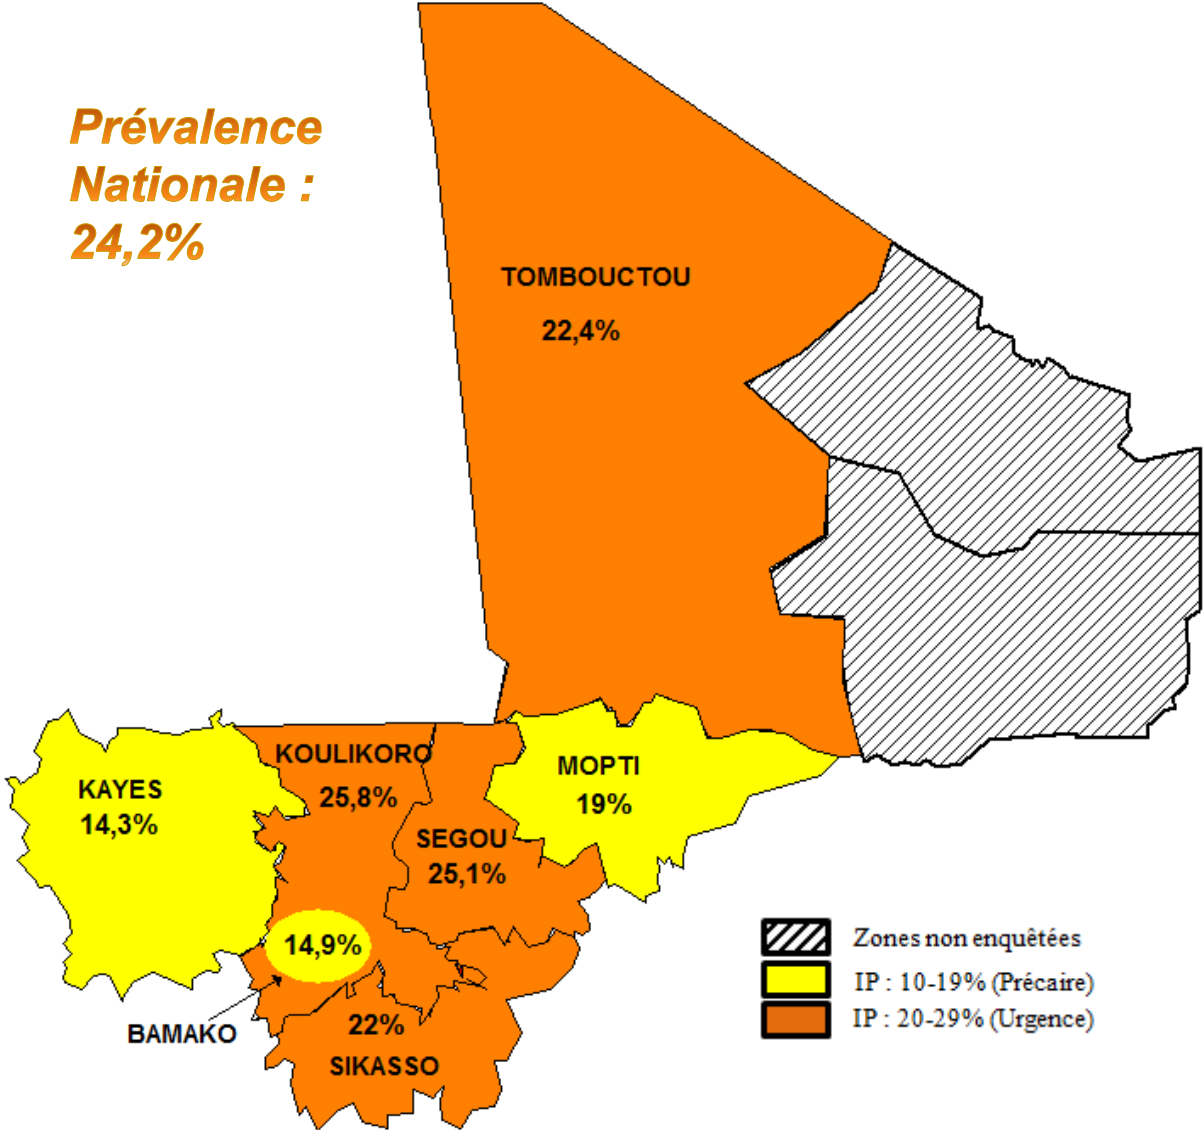 Prévalence
Nationale :
24,2%
TOMBOUCTOU
22,4%
KOULIKORO
25,8%
MOPTI
19%
KAYES
14,3%
SEGOU
25,1%
14,9%
BAMAKO
22%
SIKASSO
Zones non enquêtées
IP : 10-19% (Précaire)
IP : 20-29% (Urgence)